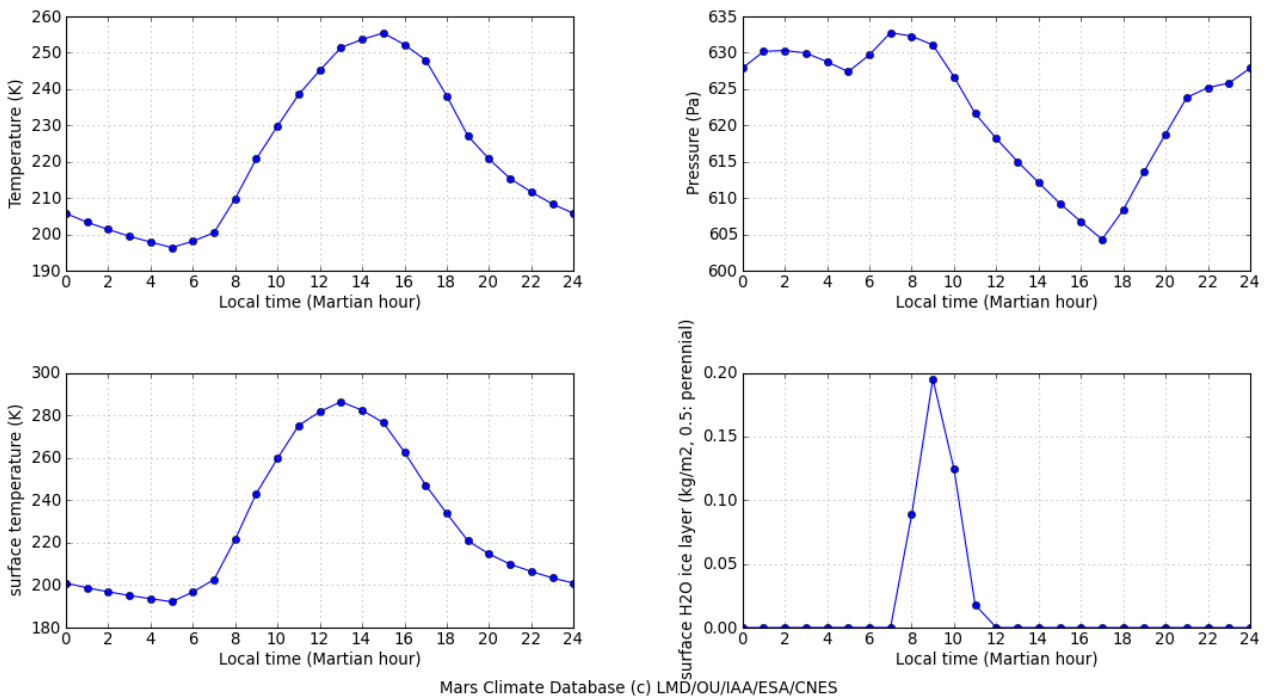 260
250
240
230
220
210
200
190
Temperature (K)
0 2 4 6 8 10 12 14 16 18 20 22 24
Local time (Martian hour)
635
630
625
620
615
610
605
600
Pressure (Pa)
0 2 4 6 8 10 12 14 16 18 20 22 24
Local time (Martian hour)
300
280
260
240
220
200
180
surface temperature (K)
0 2 4 6 8 10 12 14 16 18 20 22 24
Local time (Martian hour)
0.20
0.15
0.10
0.05
0.00
surface H2O ice layer (kg/m2, 0.5: perennial)
0 2 4 6 8 10 12 14 16 18 20 22 24
Local time (Martian hour)
Mars Climate Database (c) LMD/OU/IAA/ESA/CNES